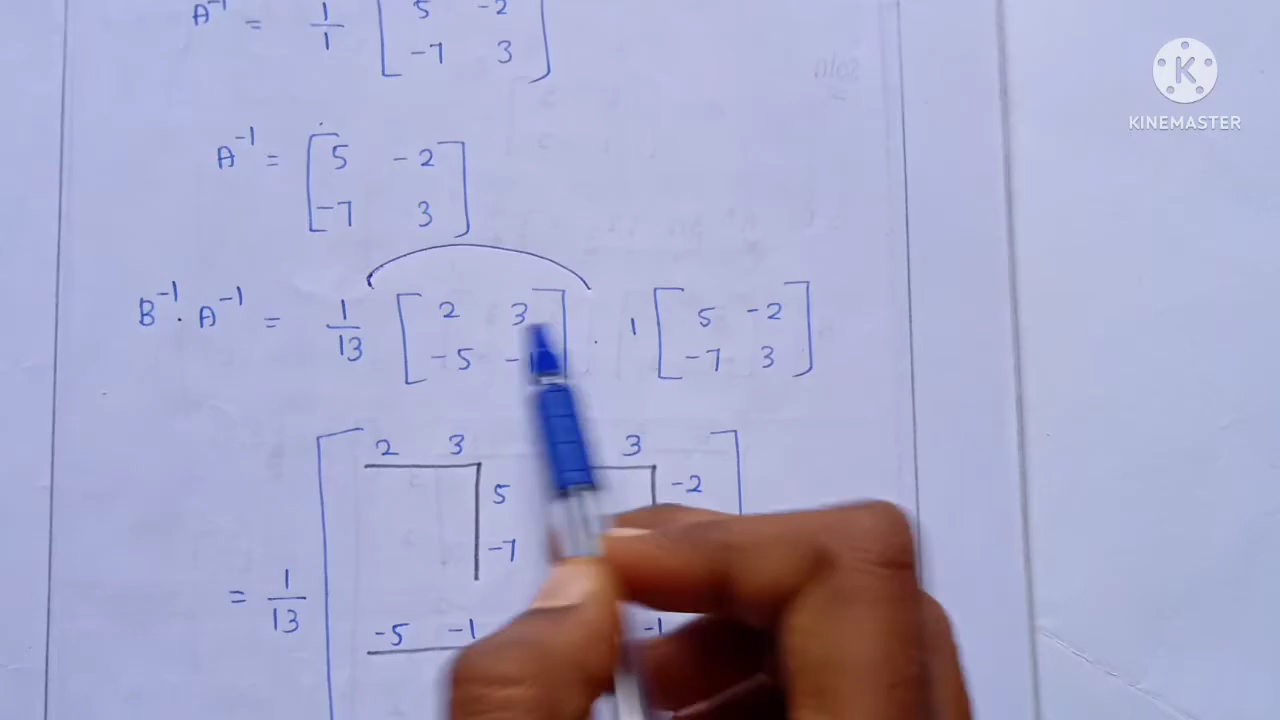 A⁻¹ = 1/1 [ 5 -2
-7 3 ]
KINEMASTER
A⁻¹ = [ 5 -2
-7 3 ]
B⁻¹ . A⁻¹ = 1/13 [ 2 3
-5 -1 ] . 1 [ 5 -2
-7 3 ]
2 3 3
5 -2
-7
= 1/13
-5 -1 -1